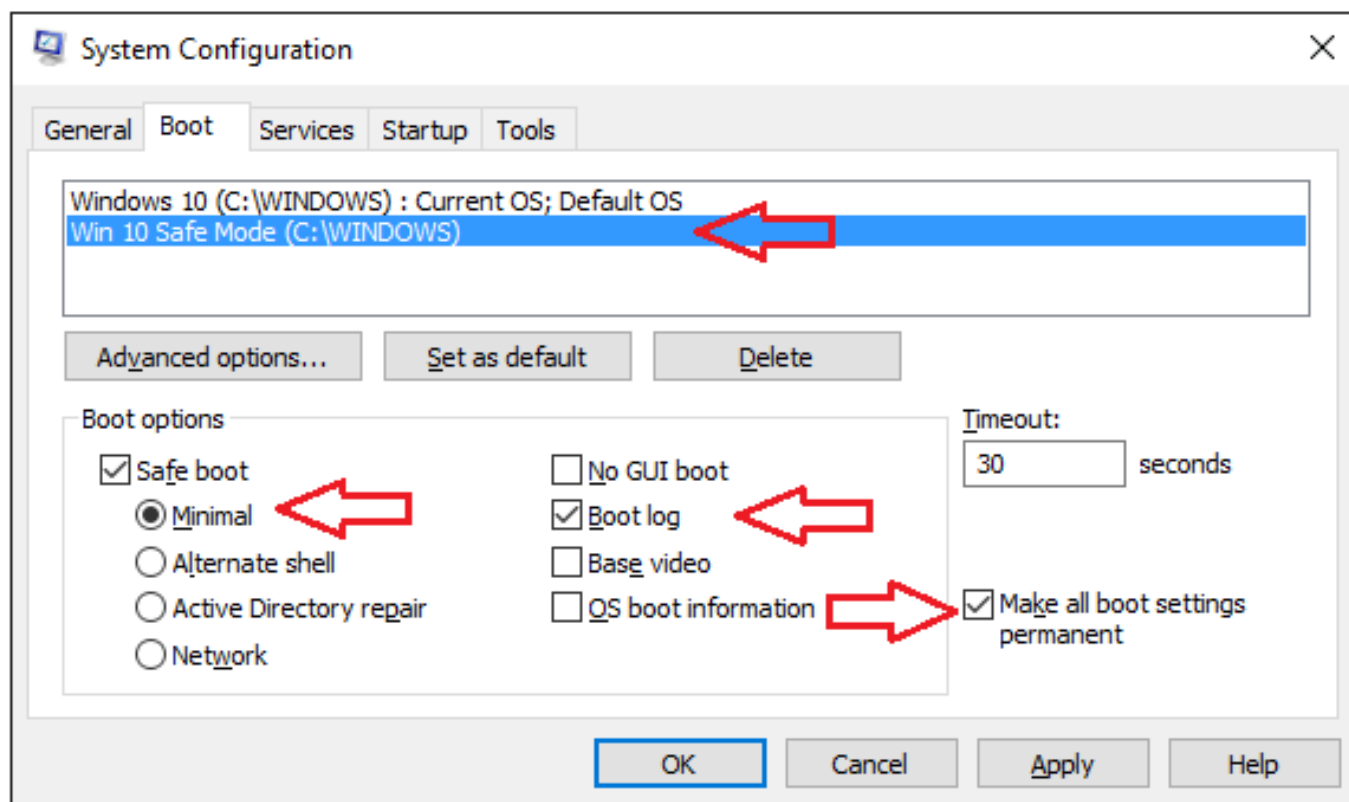 System Configuration
General Boot Services Startup Tools
Windows 10 (C:\WINDOWS) : Current OS; Default OS
Win 10 Safe Mode (C:\WINDOWS)
Advanced options... Set as default Delete
Boot options
Timeout:
Safe boot No GUI boot 30 seconds
Minimal Boot log
Alternate shell Base video
Active Directory repair OS boot information Make all boot settings
permanent
Network
OK Cancel Apply Help